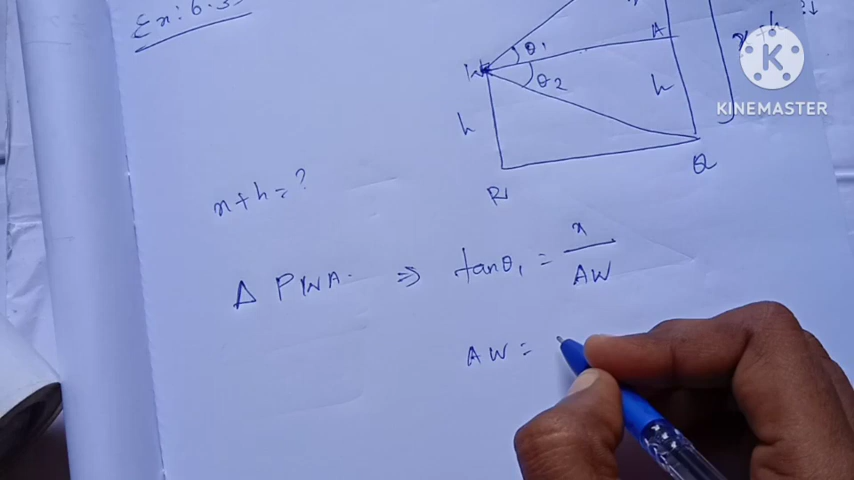 Ex: 6.3
θ1
A
W
θ2
x+h
h
h
KINEMASTER
Q
R
x+h=?
Δ PWA. ⇒ tanθ1 = x/AW
AW =